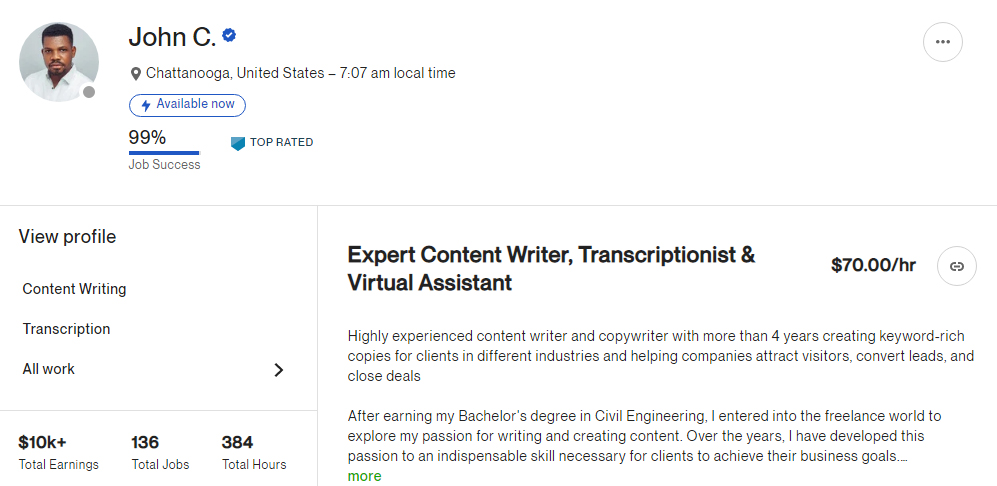 John C.
Chattanooga, United States – 7:07 am local time
Available now
99%
TOP RATED
Job Success
View profile
Content Writing
Transcription
All work
$10k+ 136 384
Total Earnings Total Jobs Total Hours
Expert Content Writer, Transcriptionist &
Virtual Assistant
$70.00/hr
Highly experienced content writer and copywriter with more than 4 years creating keyword-rich
copies for clients in different industries and helping companies attract visitors, convert leads, and
close deals
After earning my Bachelor's degree in Civil Engineering, I entered into the freelance world to
explore my passion for writing and creating content. Over the years, I have developed this
passion to an indispensable skill necessary for clients to achieve their business goals....
more